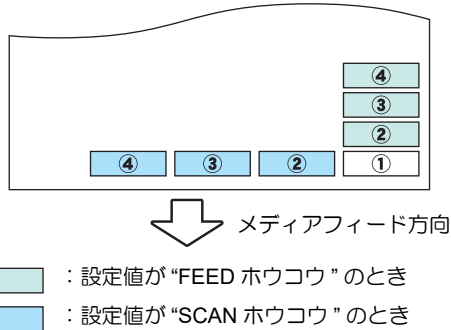 ④
③
②
④ ③ ② ①
メディアフィード方向
：設定値が “FEED ホウコウ ” のとき
：設定値が “SCAN ホウコウ ” のとき